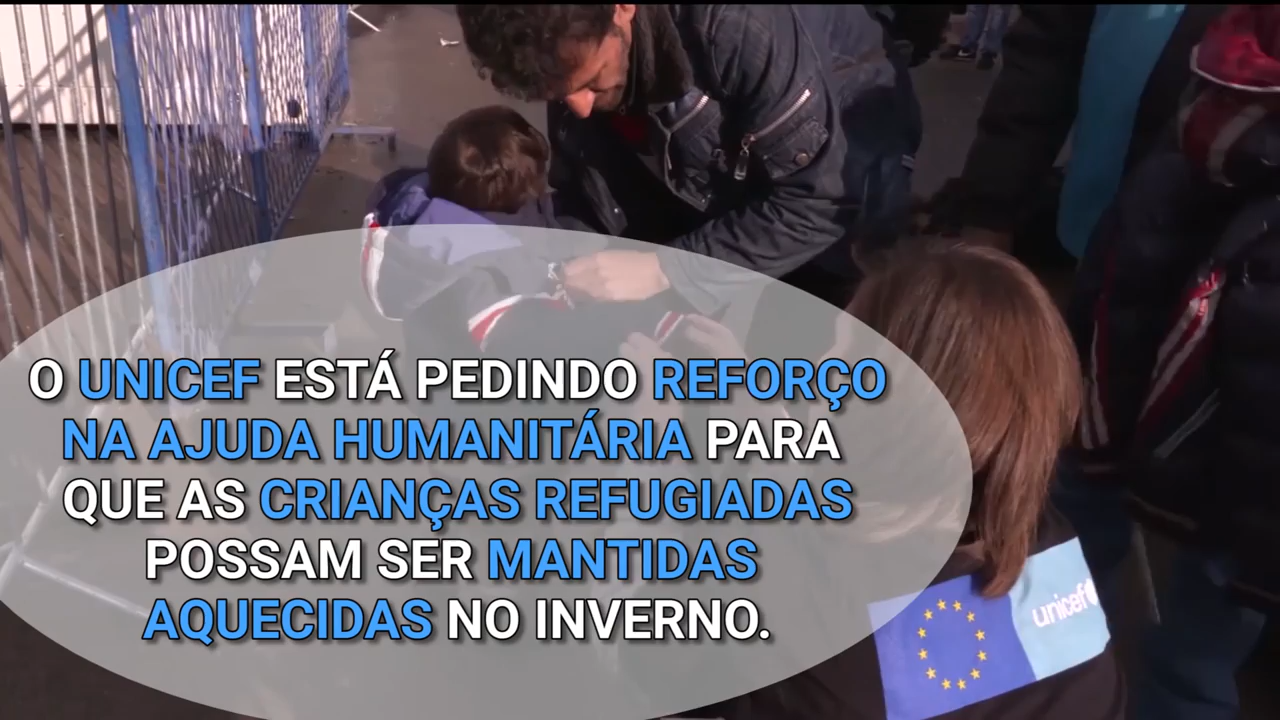 O UNICEF ESTÁ PEDINDO REFORÇO
NA AJUDA HUMANITÁRIA PARA
QUE AS CRIANÇAS REFUGIADAS
POSSAM SER MANTIDAS
AQUECIDAS NO INVERNO.
unicef